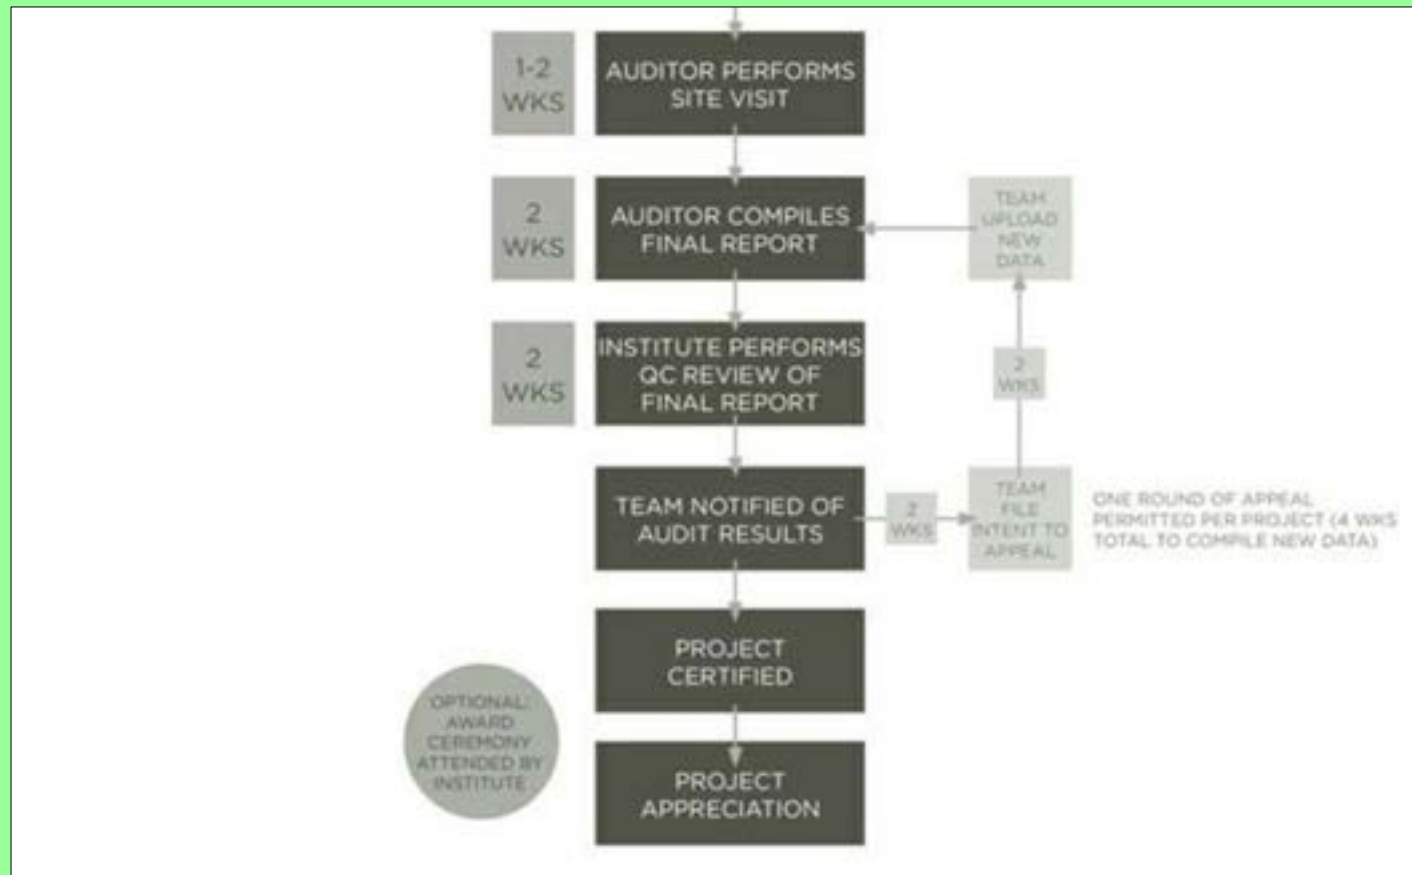 1-2
WKS
AUDITOR PERFORMS
SITE VISIT
2
WKS
AUDITOR COMPILES
FINAL REPORT
TEAM
UPLOAD
NEW
DATA
2
WKS
INSTITUTE PERFORMS
QC REVIEW OF
FINAL REPORT
2
WKS
TEAM NOTIFIED OF
AUDIT RESULTS
2
WKS
TEAM
FILE
INTENT TO
APPEAL
ONE ROUND OF APPEAL
PERMITTED PER PROJECT (4 WKS
TOTAL TO COMPILE NEW DATA)
PROJECT
CERTIFIED
OPTIONAL:
AWARD
CEREMONY
ATTENDED BY
INSTITUTE
PROJECT
APPRECIATION